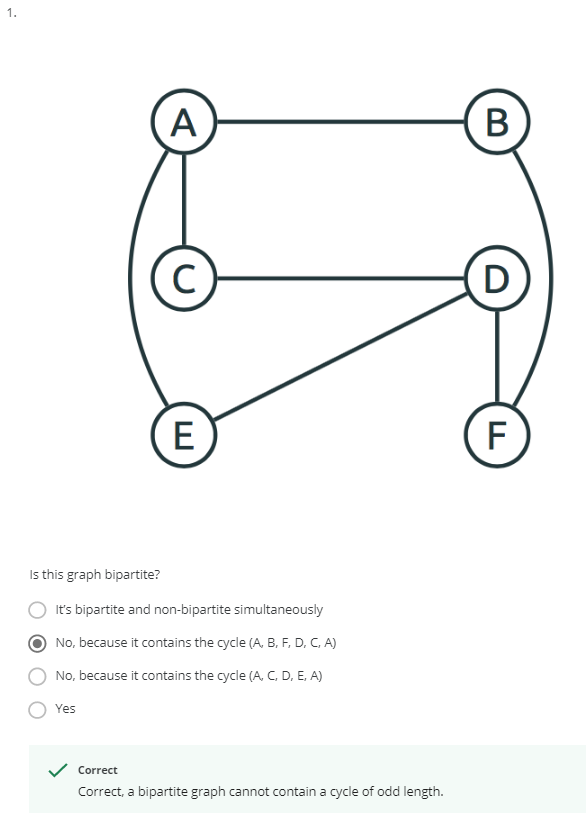 1.
A
B
C
D
E
F
Is this graph bipartite?
It's bipartite and non-bipartite simultaneously
No, because it contains the cycle (A, B, F, D, C, A)
No, because it contains the cycle (A, C, D, E, A)
Yes
Correct
Correct, a bipartite graph cannot contain a cycle of odd length.